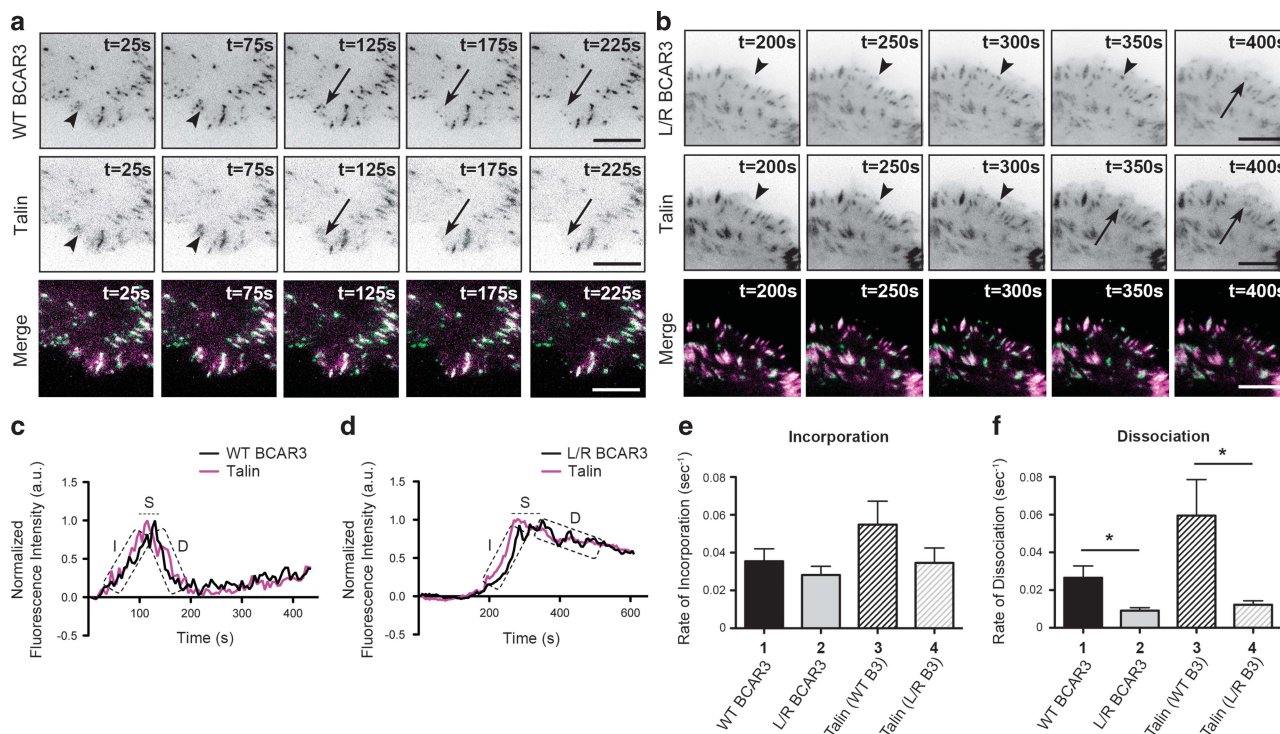 a
WT BCAR3
t=25s t=75s t=125s t=175s t=225s
Talin
t=25s t=75s t=125s t=175s t=225s
Merge
t=25s t=75s t=125s t=175s t=225s
b
L/R BCAR3
t=200s t=250s t=300s t=350s t=400s
Talin
t=200s t=250s t=300s t=350s t=400s
Merge
t=200s t=250s t=300s t=350s t=400s
c
WT BCAR3
Talin
Normalized
Fluorescence Intensity (a.u.)
1.5
1.0
0.5
0.0
-0.5
I S D
100 200 300 400
Time (s)
d
L/R BCAR3
Talin
Normalized
Fluorescence Intensity (a.u.)
1.5
1.0
0.5
0.0
-0.5
I S D
200 400 600
Time (s)
e
Incorporation
Rate of Incorporation (sec⁻¹)
0.08
0.06
0.04
0.02
0
1 2 3 4
WT BCAR3
L/R BCAR3
Talin (WT B3)
Talin (L/R B3)
f
Dissociation
Rate of Dissociation (sec⁻¹)
0.08
0.06
0.04
0.02
0
* *
1 2 3 4
WT BCAR3
L/R BCAR3
Talin (WT B3)
Talin (L/R B3)